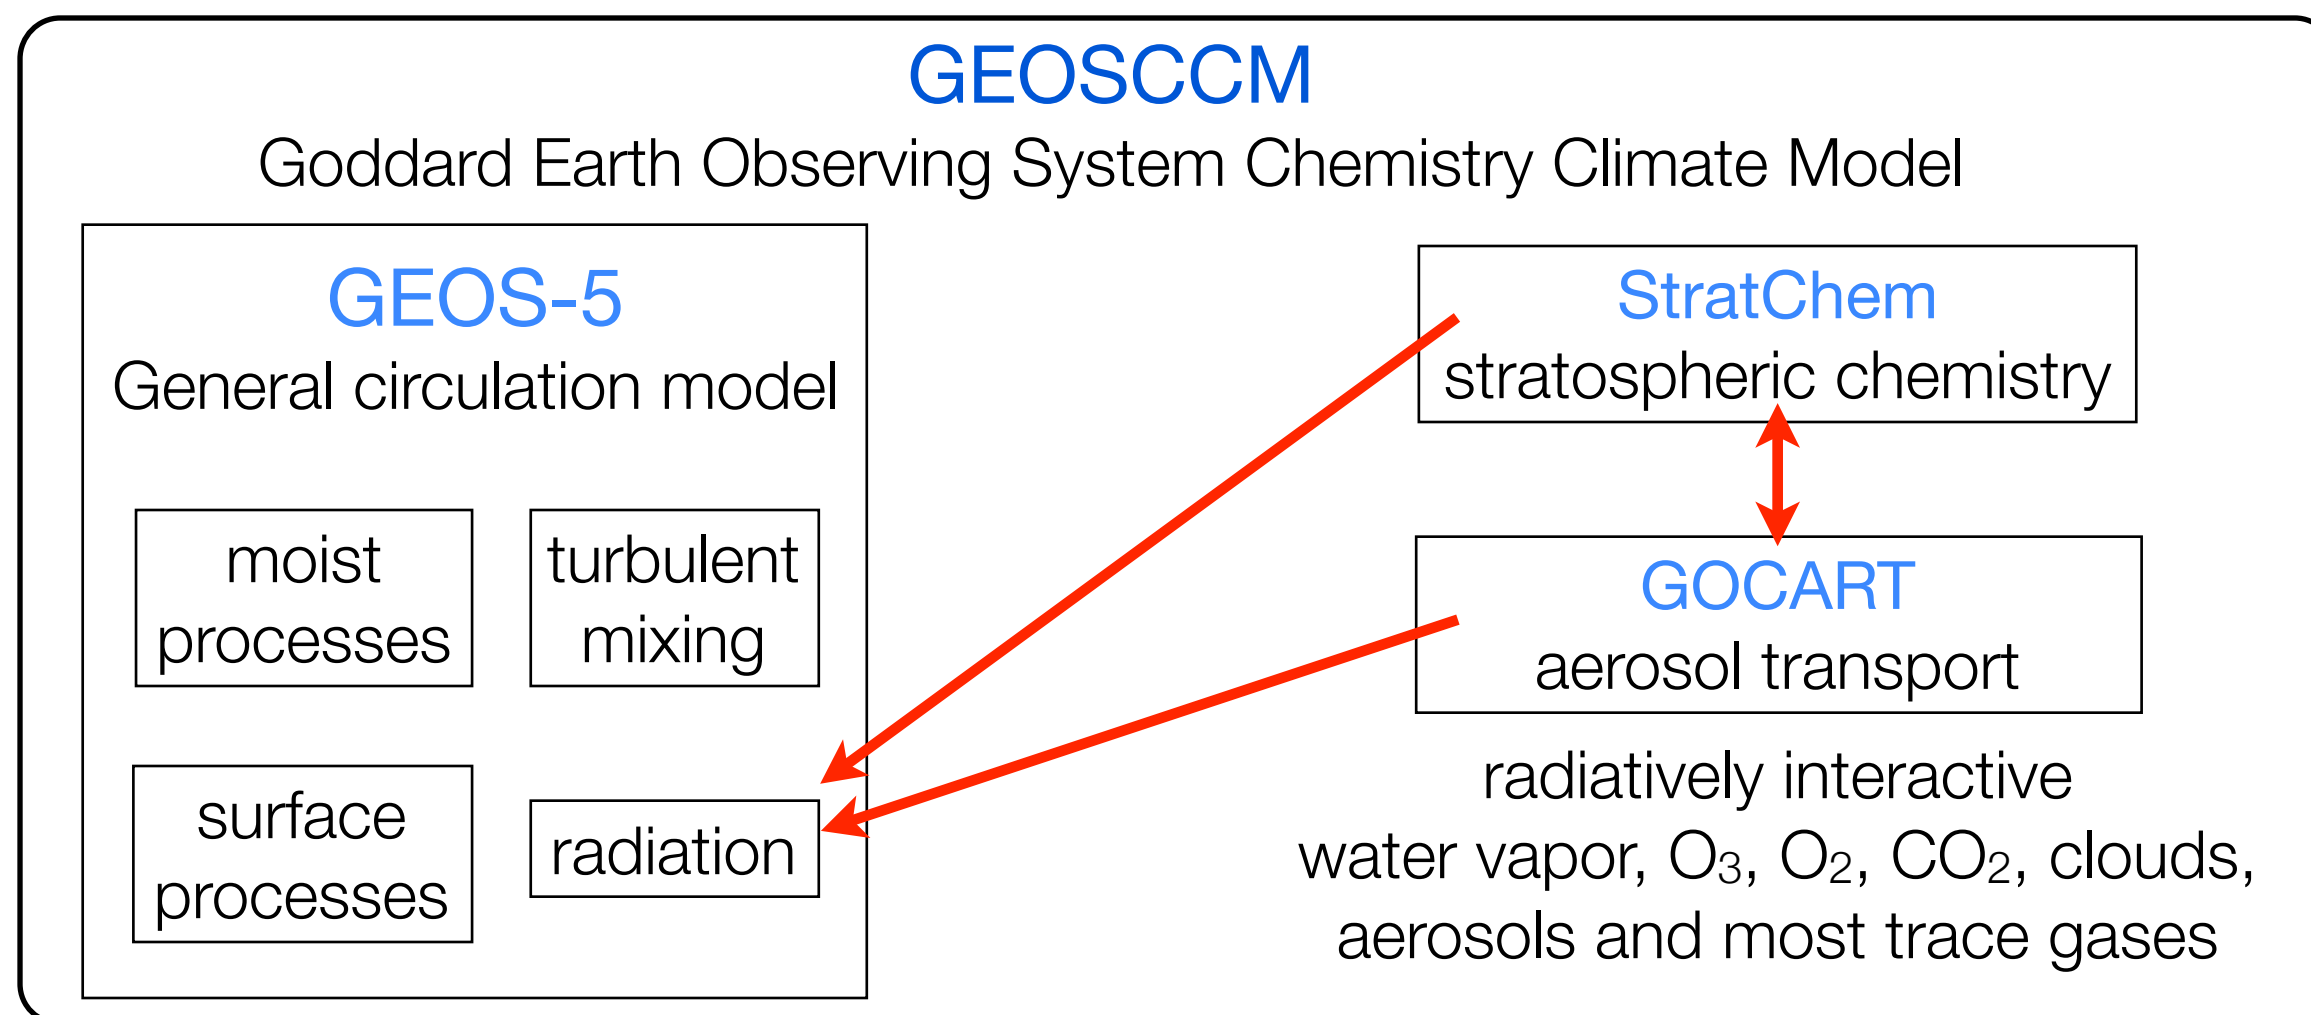 GEOSCCM
Goddard Earth Observing System Chemistry Climate Model
GEOS-5
General circulation model
moist
processes
turbulent
mixing
surface
processes
radiation
StratChem
stratospheric chemistry
GOCART
aerosol transport
radiatively interactive
water vapor, O₃, O₂, CO₂, clouds,
aerosols and most trace gases